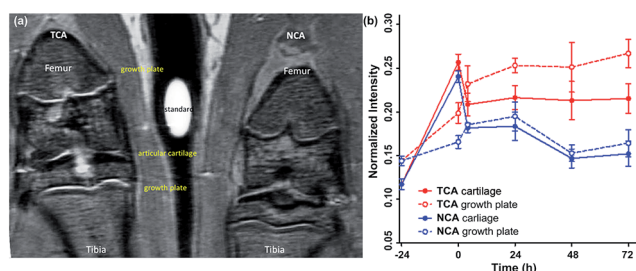 (a)
TCA
NCA
Femur
growth plate
Femur
standard
articular cartilage
growth plate
Tibia
Tibia
(b)
Normalized Intensity
0.30
0.25
0.20
0.15
0.10
0.05
TCA cartilage
TCA growth plate
NCA carliage
NCA growth plate
-24 0 24 48 72
Time (h)